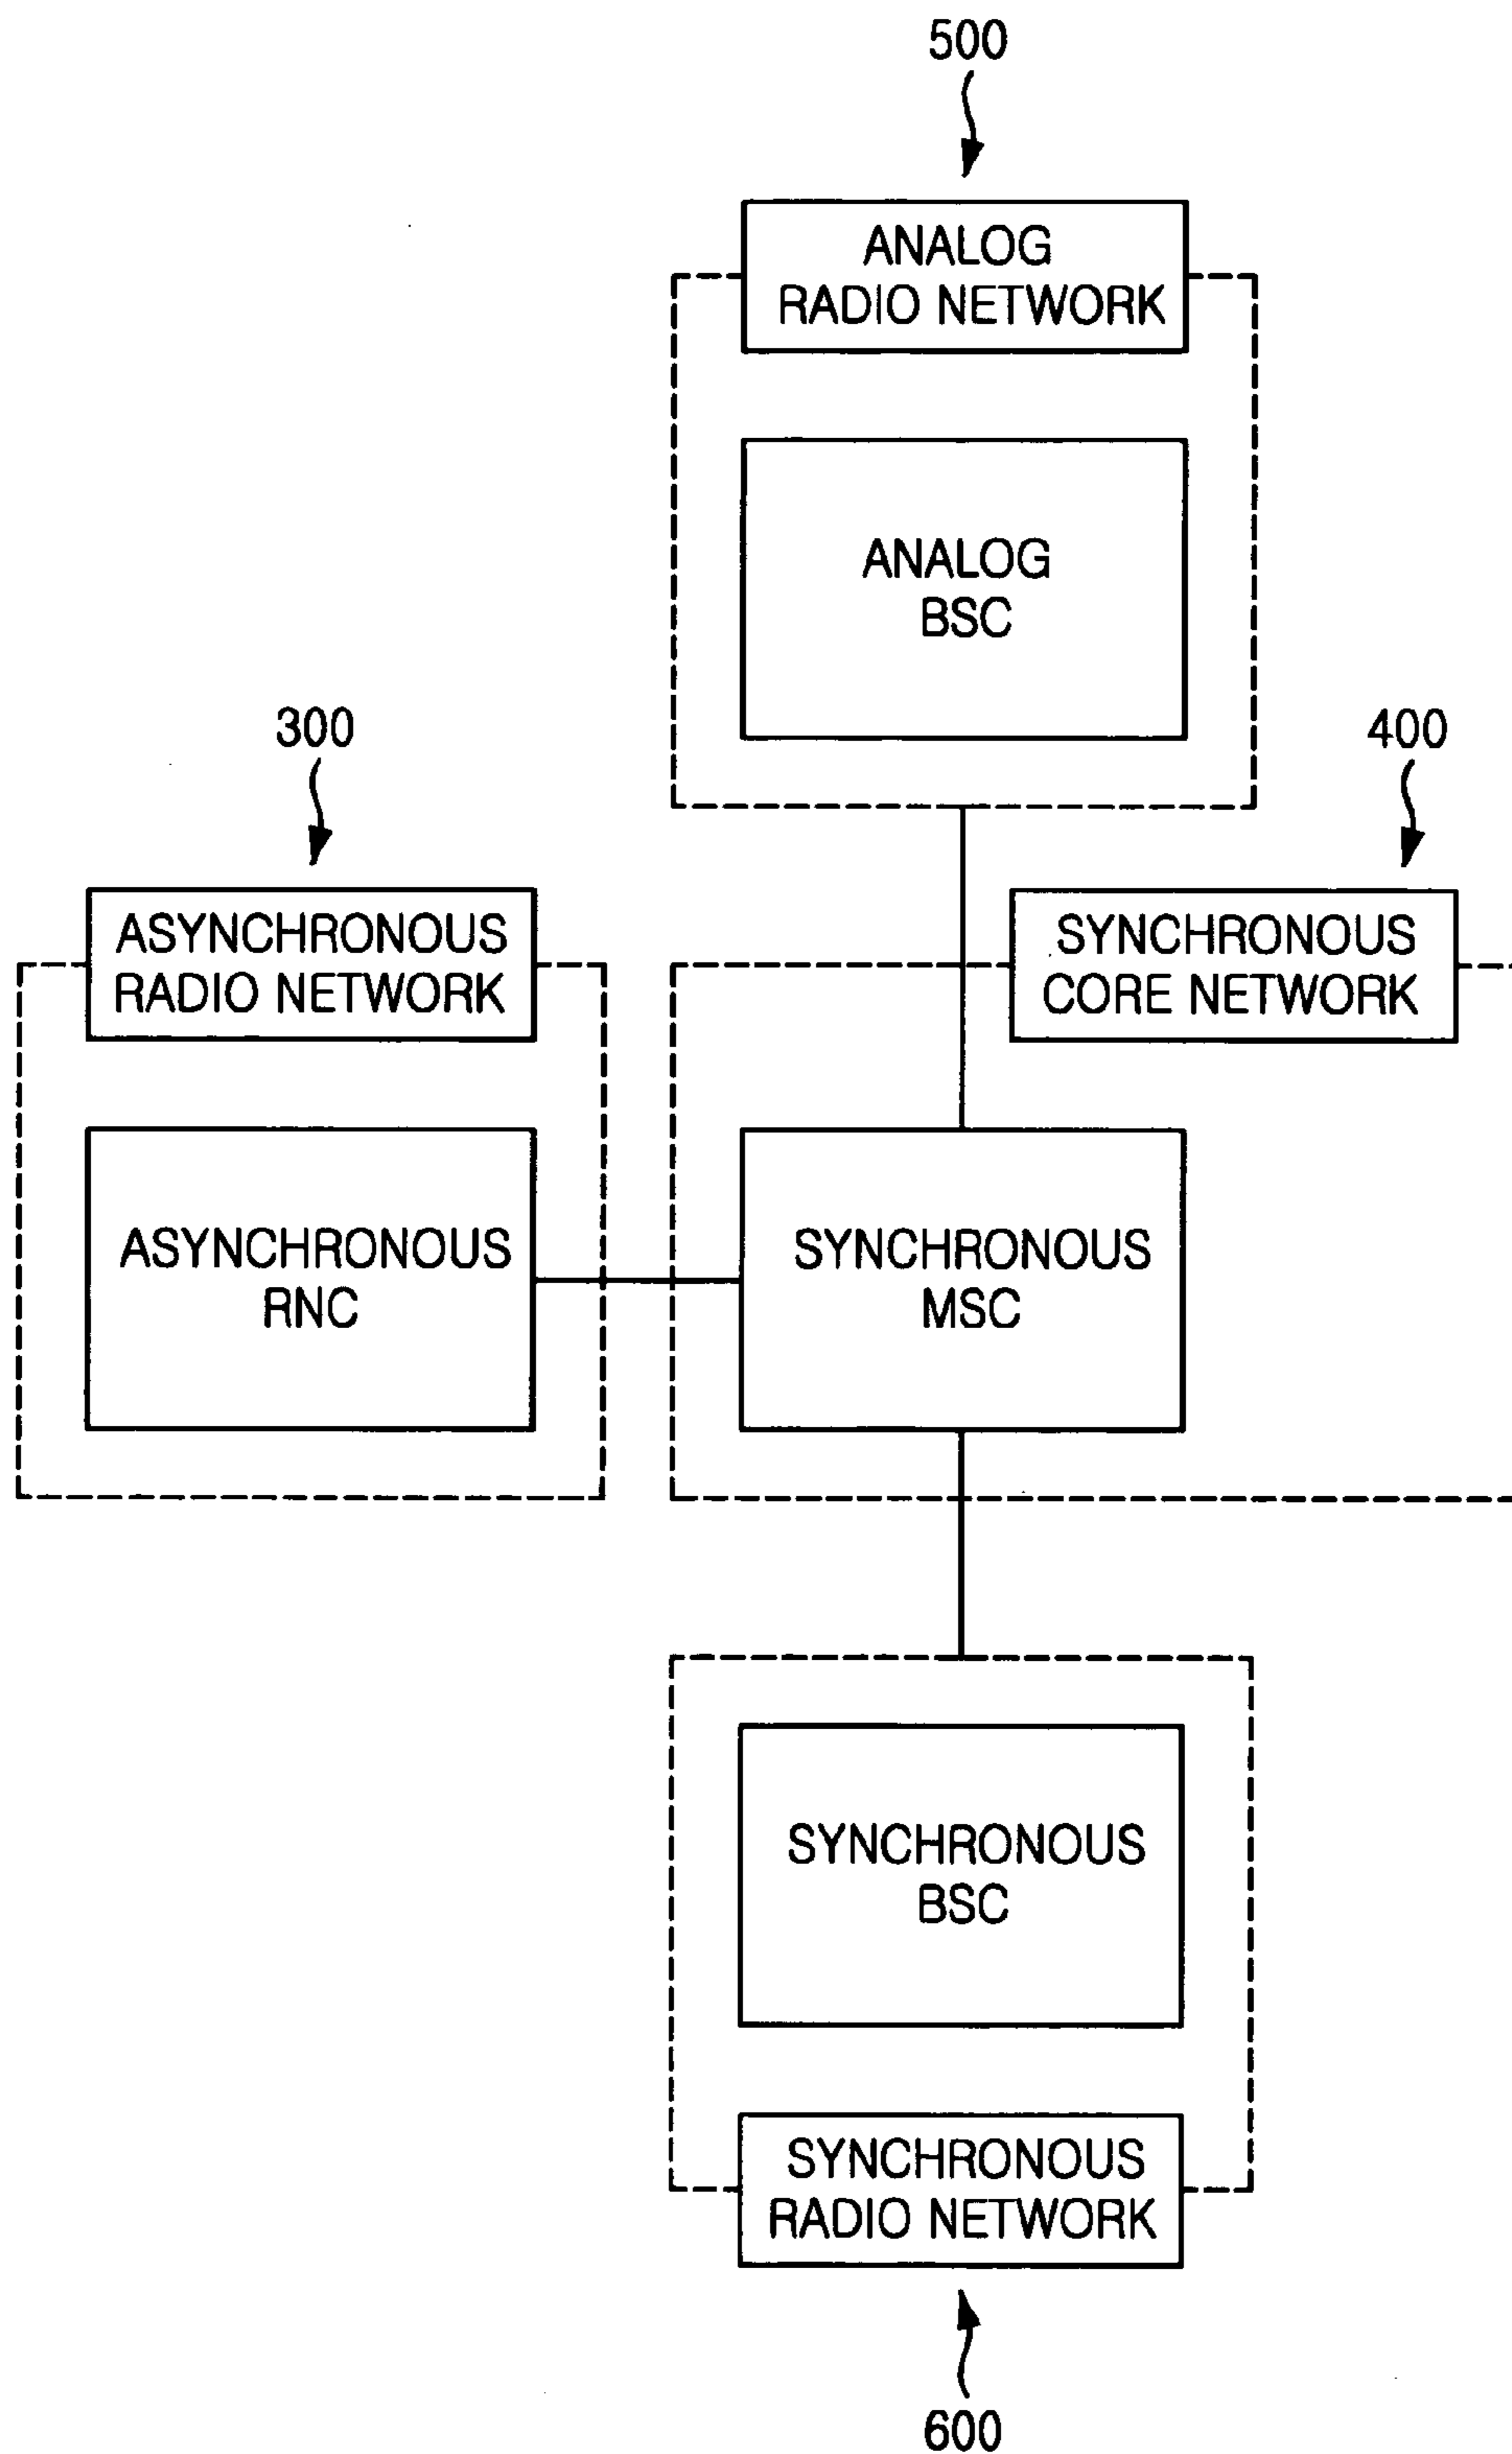 500
ANALOG
RADIO NETWORK
ANALOG
BSC
300
400
ASYNCHRONOUS
RADIO NETWORK
SYNCHRONOUS
CORE NETWORK
ASYNCHRONOUS
RNC
SYNCHRONOUS
MSC
SYNCHRONOUS
BSC
SYNCHRONOUS
RADIO NETWORK
600